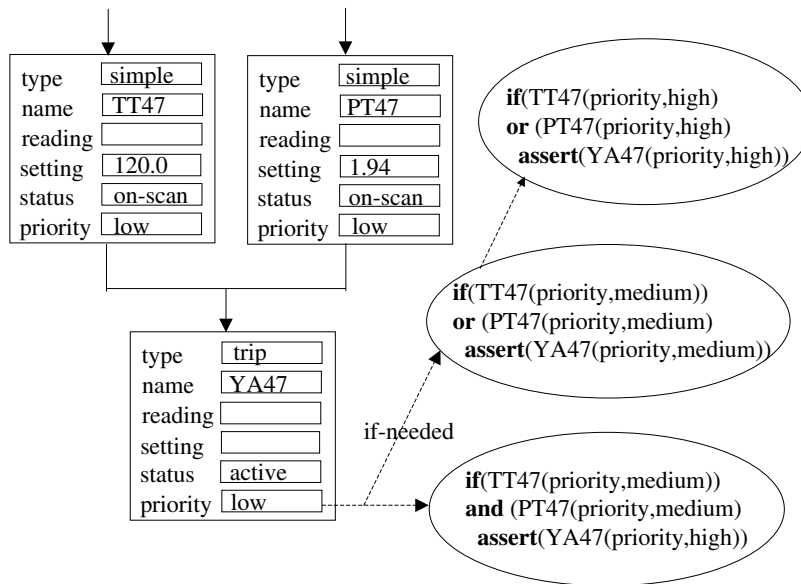 type simple
name TT47
reading
setting 120.0
status on-scan
priority low
type simple
name PT47
reading
setting 1.94
status on-scan
priority low
if(TT47(priority,high)
or (PT47(priority,high)
assert(YA47(priority,high))
if(TT47(priority,medium))
or (PT47(priority,medium)
assert(YA47(priority,medium))
type trip
name YA47
reading
setting
status active
priority low
if-needed
if(TT47(priority,medium))
and (PT47(priority,medium)
assert(YA47(priority,high))